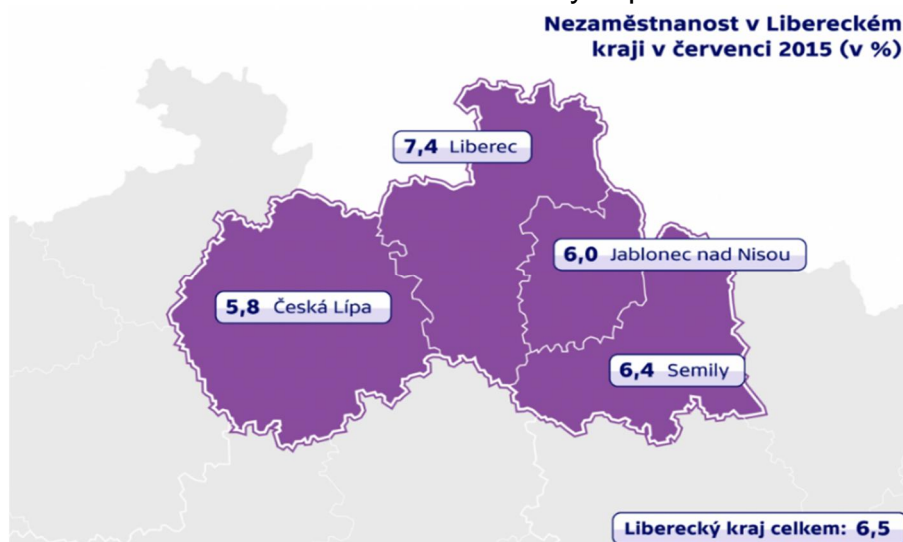 Nezaměstnanost v Libereckém
kraji v červenci 2015 (v %)
7,4 Liberec
6,0 Jablonec nad Nisou
5,8 Česká Lípa
6,4 Semily
Liberecký kraj celkem: 6,5